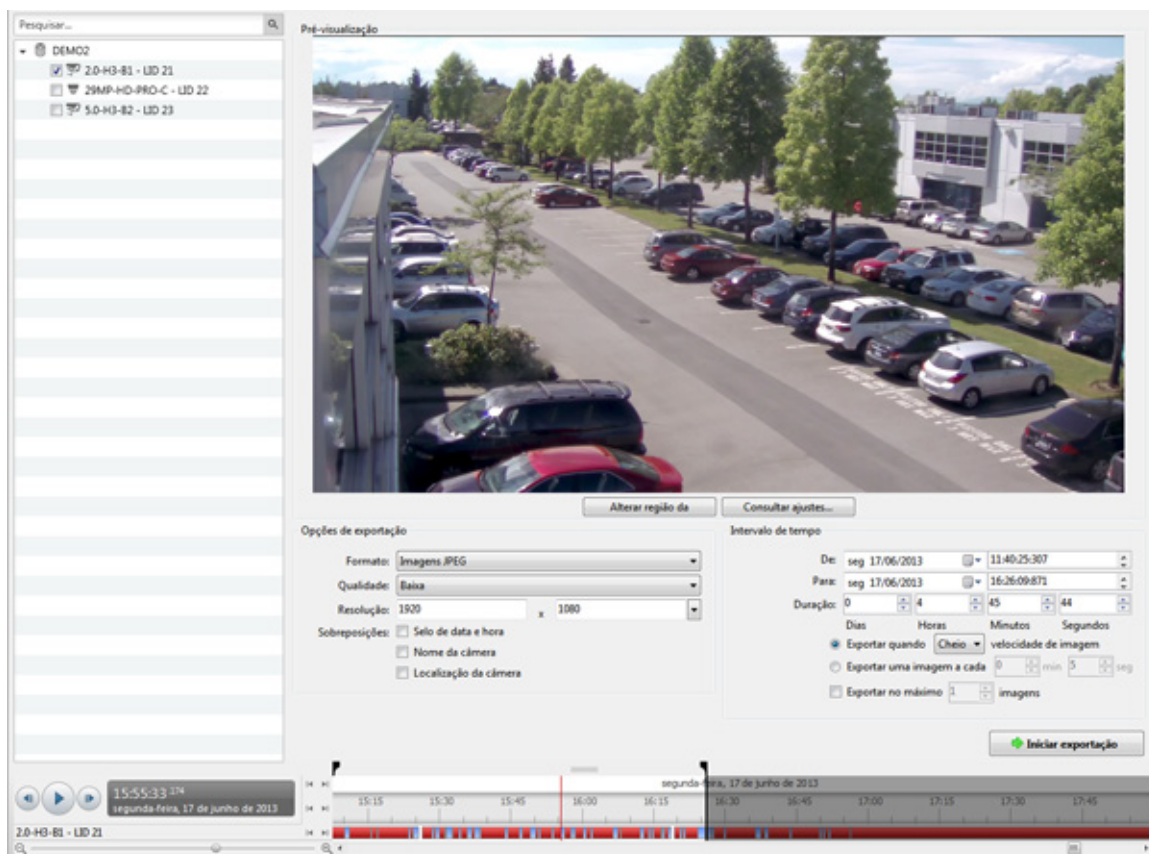 Pesquisar...
DEMO2
2.0-H3-B1 - LID 21
29MP-HD-PRO-C - LID 22
5.0-H3-B2 - LID 23
Pré-visualização
Alterar região da
Consultar ajustes...
Opções de exportação
Formato: Imagens JPEG
Qualidade: Baixa
Resolução: 1920 x 1080
Sobreposições: Selo de data e hora
Nome da câmera
Localização da câmera
Intervalo de tempo
De: seg 17/06/2013 11:40:25:307
Para: seg 17/06/2013 16:26:09:871
Duração: 0 4 45 44
Dias Horas Minutos Segundos
Exportar quando Cheio velocidade de imagem
Exportar uma imagem a cada 0 min 5 seg
Exportar no máximo 1 imagens
Iniciar exportação
15:55:33.174
segunda-feira, 17 de junho de 2013
segunda-feira, 17 de junho de 2013
15:15 15:30 15:45 16:00 16:15 16:30 16:45 17:00 17:15 17:30 17:45
2.0-H3-B1 - LID 21